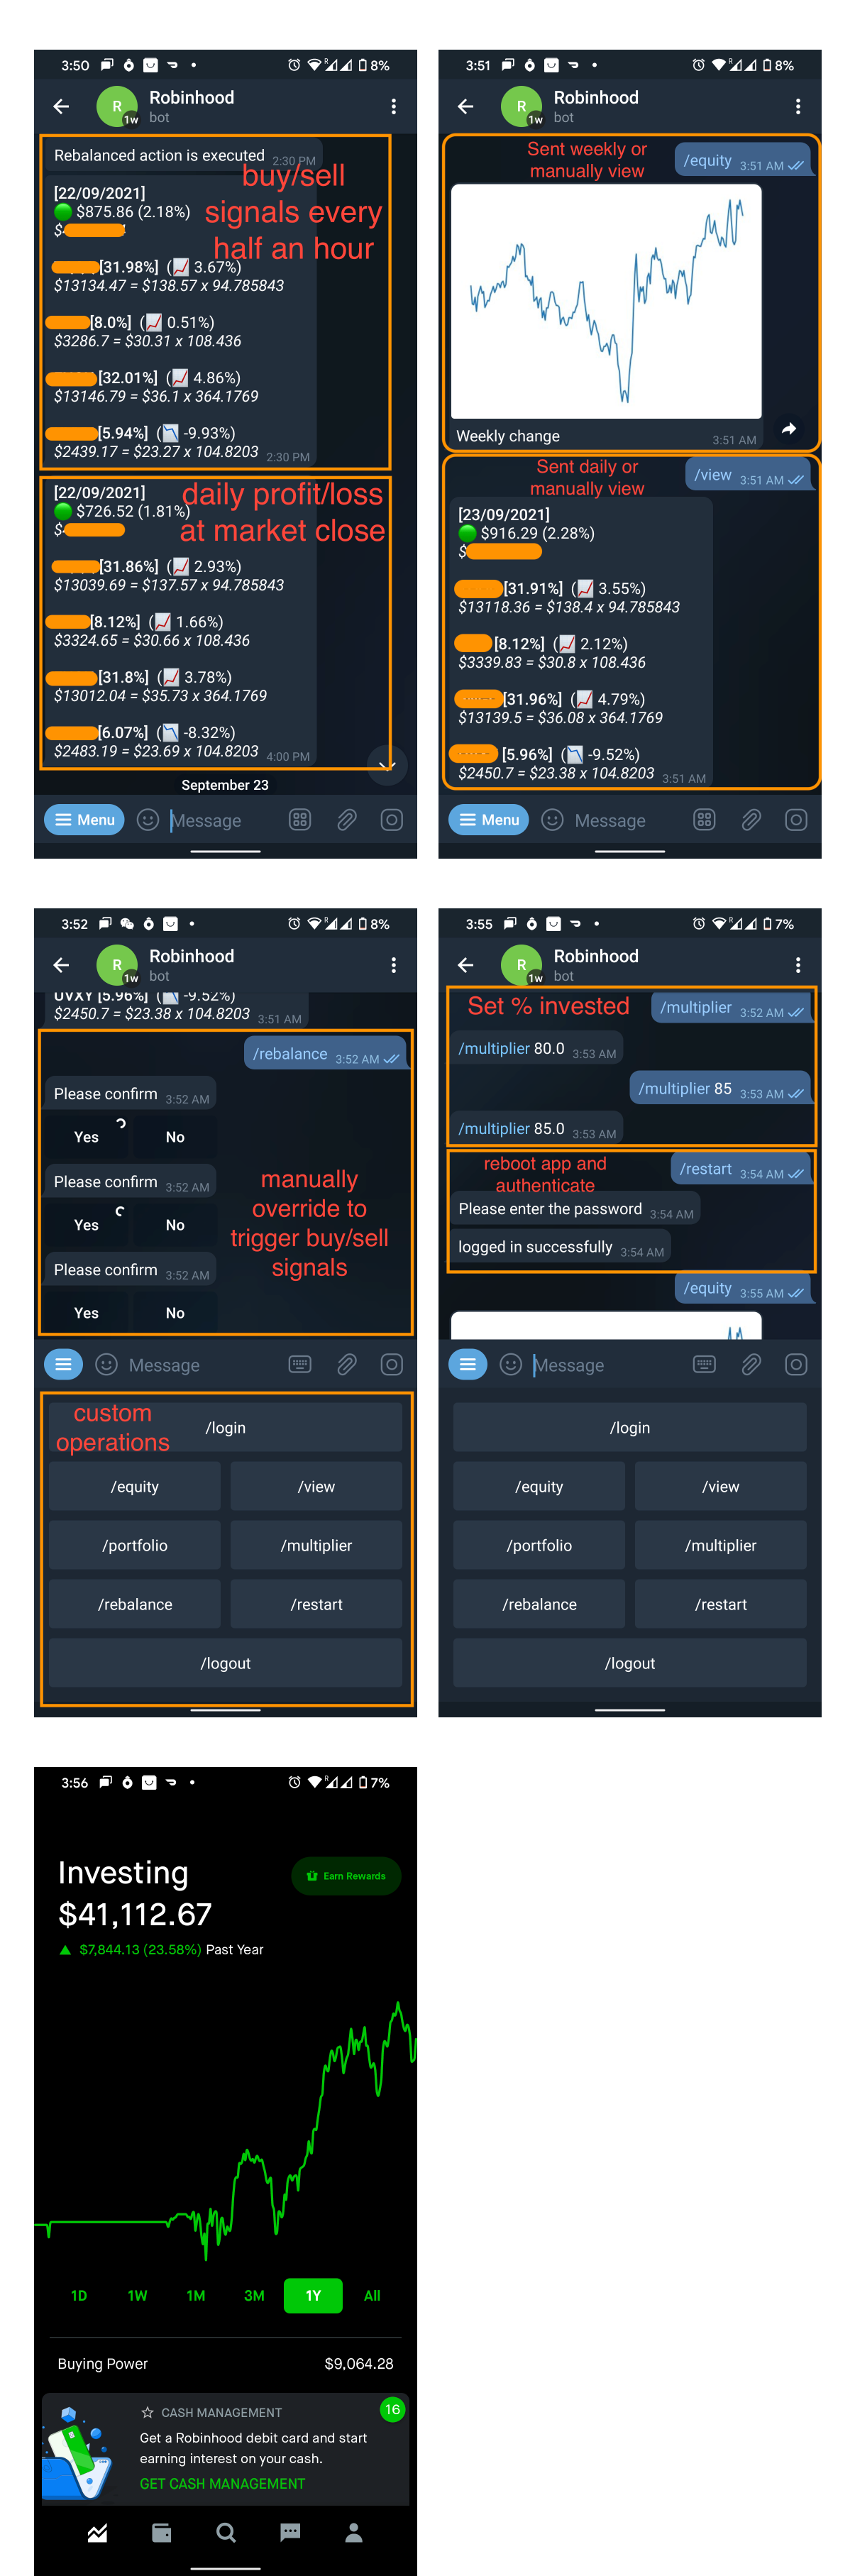 3:50
8%
Robinhood
bot
R
1w
Rebalanced action is executed 2:30 PM
buy/sell
signals every
half an hour
[22/09/2021]
$875.86 (2.18%)
$
[31.98%] (📈 3.67%)
$13134.47 = $138.57 x 94.785843
[8.0%] (📈 0.51%)
$3286.7 = $30.31 x 108.436
[32.01%] (📈 4.86%)
$13146.79 = $36.1 x 364.1769
[5.94%] (📉 -9.93%)
$2439.17 = $23.27 x 104.8203 2:30 PM
[22/09/2021]
daily profit/loss
at market close
$726.52 (1.81%)
$
[31.86%] (📈 2.93%)
$13039.69 = $137.57 x 94.785843
[8.12%] (📈 1.66%)
$3324.65 = $30.66 x 108.436
[31.8%] (📈 3.78%)
$13012.04 = $35.73 x 364.1769
[6.07%] (📉 -8.32%)
$2483.19 = $23.69 x 104.8203 4:00 PM
September 23
Menu
Message
3:51
R
8%
Robinhood
bot
R
1w
Sent weekly or
manually view
/equity 3:51 AM
Weekly change 3:51 AM
Sent daily or
manually view
/view 3:51 AM
[23/09/2021]
$916.29 (2.28%)
$
[31.91%] (📈 3.55%)
$13118.36 = $138.4 x 94.785843
[8.12%] (📈 2.12%)
$3339.83 = $30.8 x 108.436
[31.96%] (📈 4.79%)
$13139.5 = $36.08 x 364.1769
[5.96%] (📉 -9.52%)
$2450.7 = $23.38 x 104.8203 3:51 AM
Menu
Message
3:52
R
8%
Robinhood
bot
R
1w
UVXY [5.96%] (📉 -9.52%)
$2450.7 = $23.38 x 104.8203 3:51 AM
/rebalance 3:52 AM
Please confirm 3:52 AM
Yes No
Please confirm 3:52 AM
Yes No
Please confirm 3:52 AM
Yes No
manually
override to
trigger buy/sell
signals
Message
custom
operations
/login
/equity /view
/portfolio /multiplier
/rebalance /restart
/logout
3:55
R
7%
Robinhood
bot
R
1w
Set % invested
/multiplier 3:52 AM
/multiplier 80.0 3:53 AM
/multiplier 85 3:53 AM
/multiplier 85.0 3:53 AM
reboot app and
authenticate
/restart 3:54 AM
Please enter the password 3:54 AM
logged in successfully 3:54 AM
/equity 3:55 AM
Message
/login
/equity /view
/portfolio /multiplier
/rebalance /restart
/logout
3:56
R
7%
Investing
Earn Rewards
$41,112.67
$7,844.13 (23.58%) Past Year
1D 1W 1M 3M 1Y All
Buying Power $9,064.28
CASH MANAGEMENT
16
Get a Robinhood debit card and start
earning interest on your cash.
GET CASH MANAGEMENT